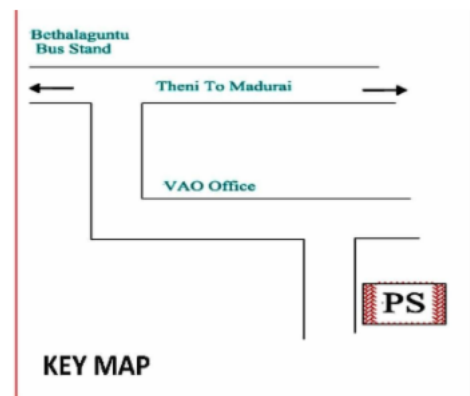 Bethalaguntu
Bus Stand
Theni To Madurai
VAO Office
PS
KEY MAP